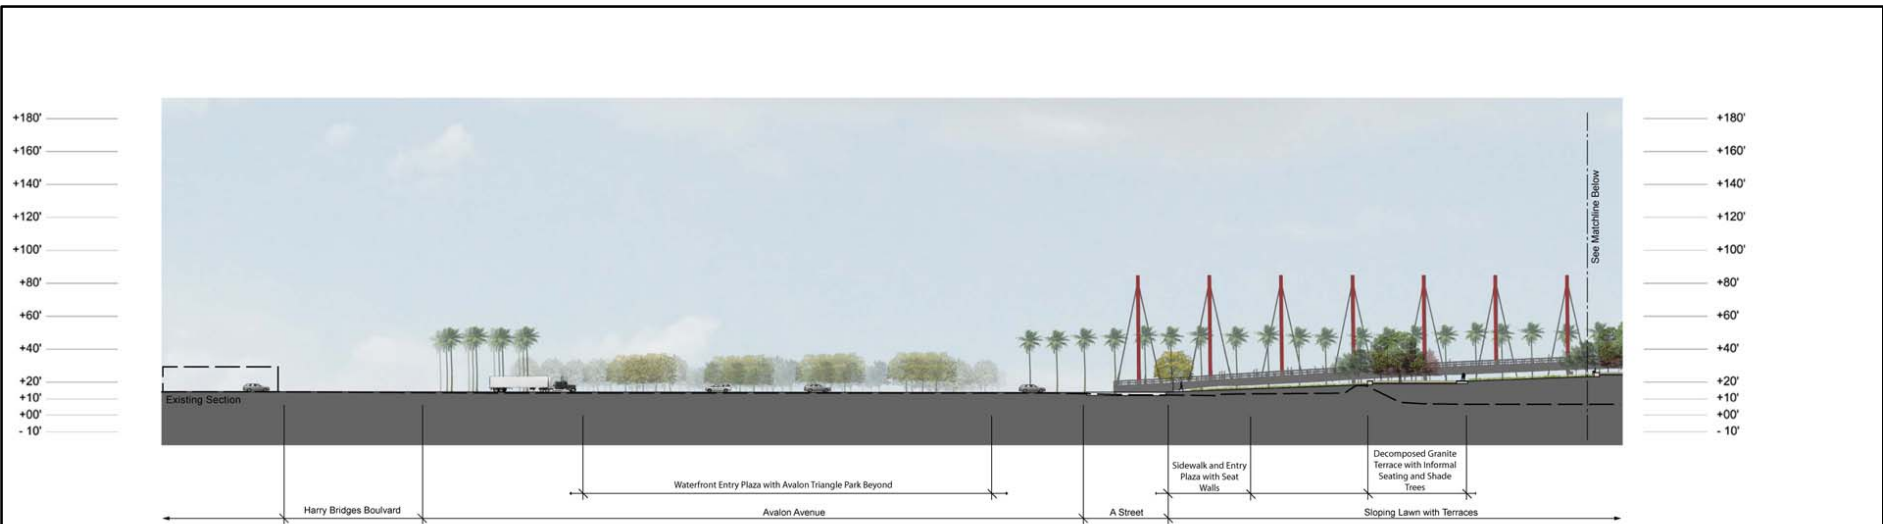 +180'
+160'
+140'
+120'
+100'
+80'
+60'
+40'
+20'
+10'
+00'
- 10'
Existing Section
See Matchline Below
+180'
+160'
+140'
+120'
+100'
+80'
+60'
+40'
+20'
+10'
+00'
- 10'
Waterfront Entry Plaza with Avalon Triangle Park Beyond
Sidewalk and Entry
Plaza with Seat
Walls
Decomposed Granite
Terrace with Informal
Seating and Shade
Trees
Harry Bridges Boulvard
Avalon Avenue
A Street
Sloping Lawn with Terraces